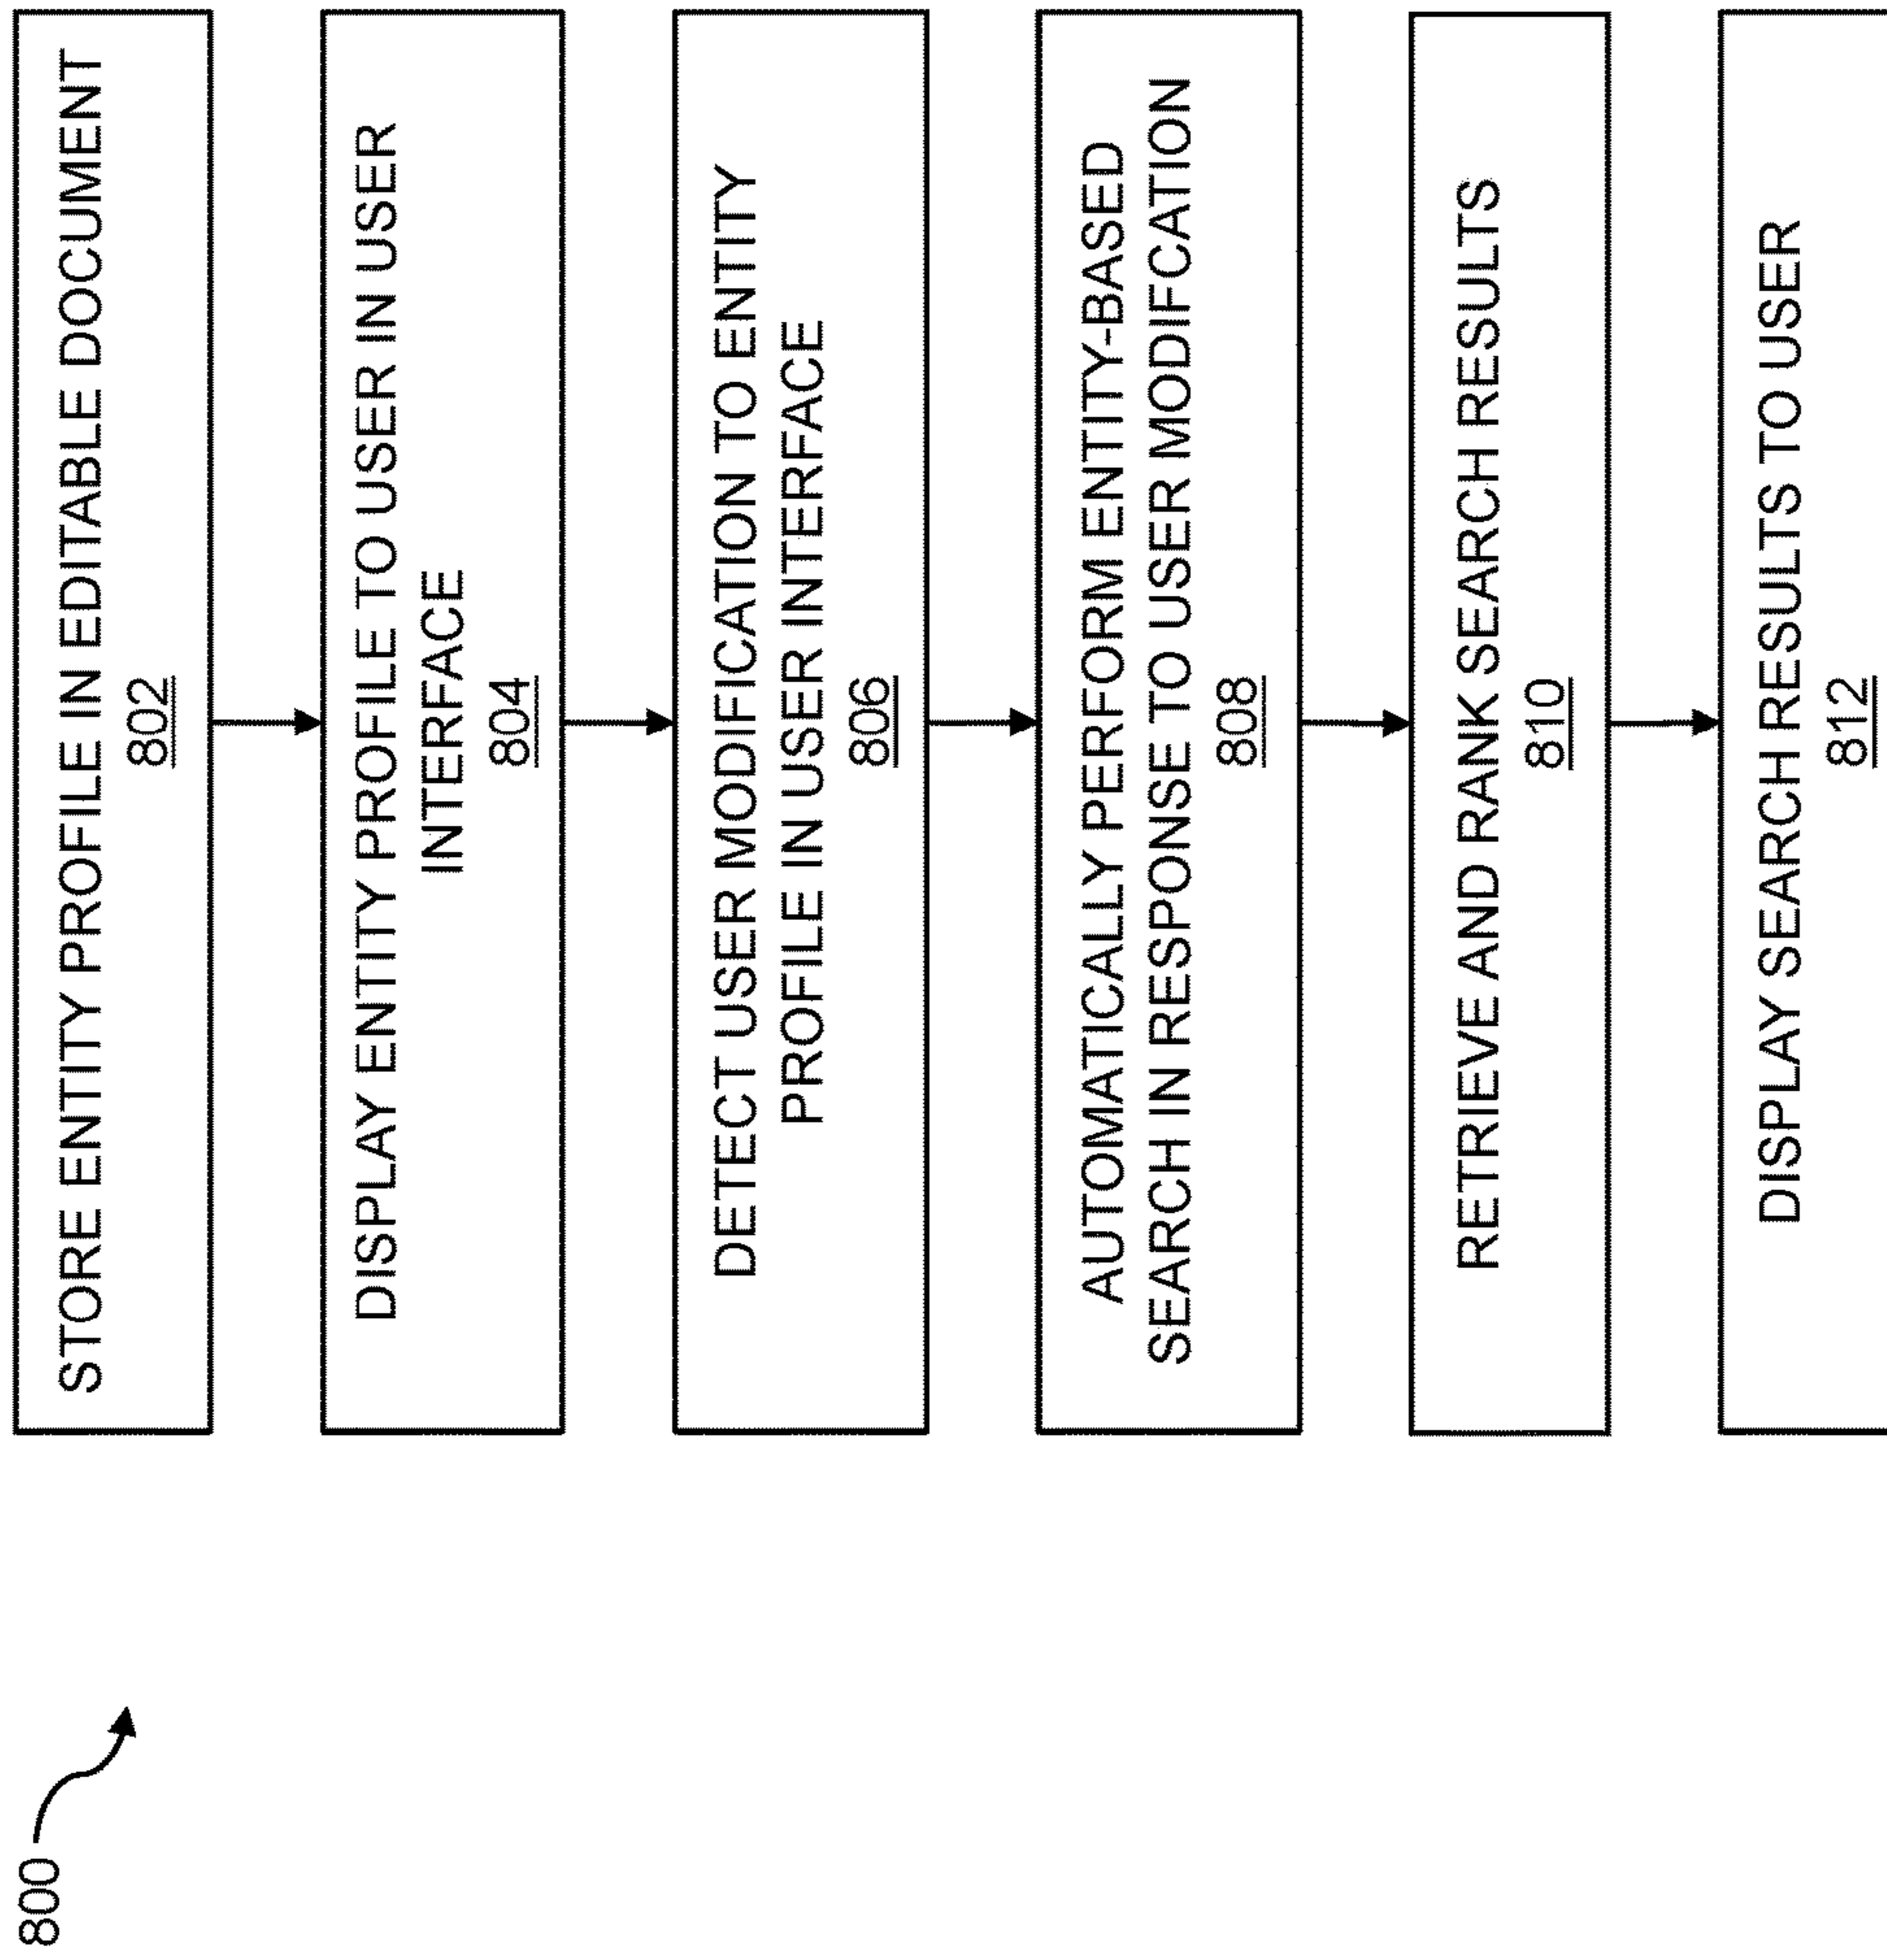 800
STORE ENTITY PROFILE IN EDITABLE DOCUMENT
802
DISPLAY ENTITY PROFILE TO USER IN USER
INTERFACE
804
DETECT USER MODIFICATION TO ENTITY
PROFILE IN USER INTERFACE
806
AUTOMATICALLY PERFORM ENTITY-BASED
SEARCH IN RESPONSE TO USER MODIFCATION
808
RETRIEVE AND RANK SEARCH RESULTS
810
DISPLAY SEARCH RESULTS TO USER
812